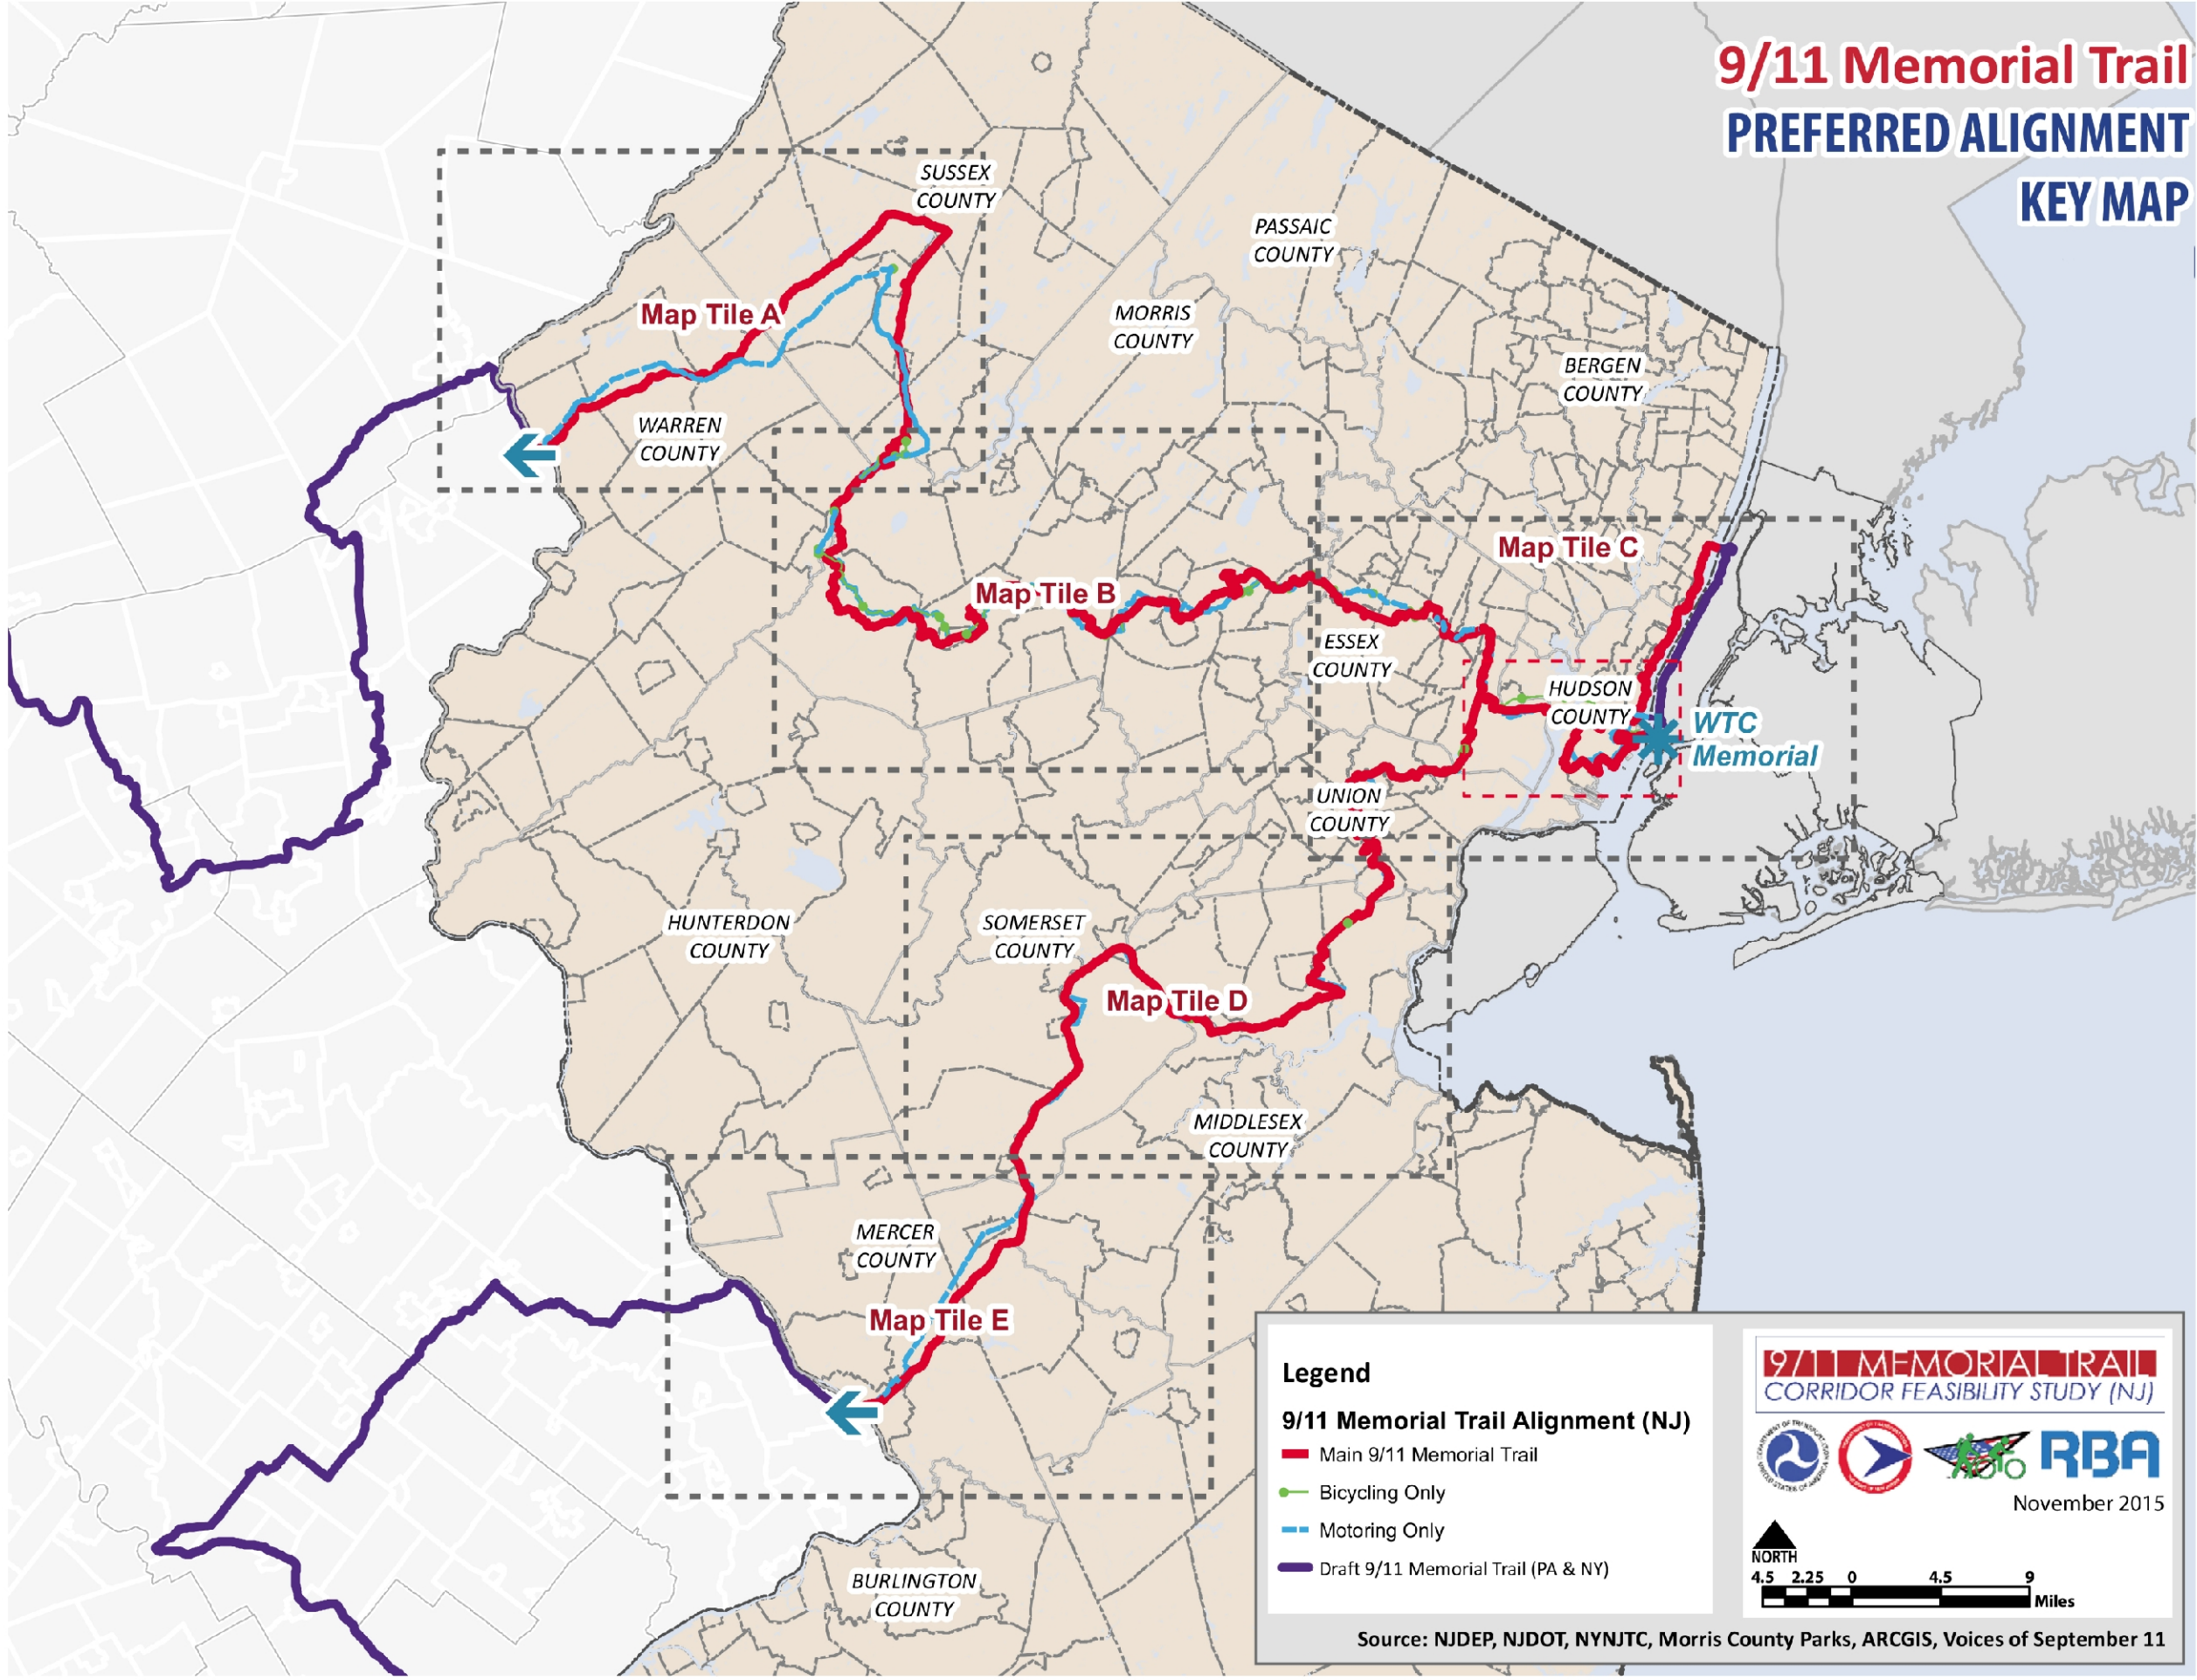 9/11 Memorial Trail
PREFERRED ALIGNMENT
KEY MAP
SUSSEX
COUNTY
PASSAIC
COUNTY
Map Tile A
MORRIS
COUNTY
BERGEN
COUNTY
WARREN
COUNTY
Map Tile C
Map Tile B
ESSEX
COUNTY
HUDSON
COUNTY
WTC
Memorial
UNION
COUNTY
HUNTERDON
COUNTY
SOMERSET
COUNTY
Map Tile D
MIDDLESEX
COUNTY
MERCER
COUNTY
Map Tile E
BURLINGTON
COUNTY
Legend
9/11 Memorial Trail Alignment (NJ)
Main 9/11 Memorial Trail
Bicycling Only
Motoring Only
Draft 9/11 Memorial Trail (PA & NY)
9/11 MEMORIAL TRAIL
CORRIDOR FEASIBILITY STUDY (NJ)
RBA
November 2015
NORTH
4.5 2.25 0 4.5 9
Miles
Source: NJDEP, NJDOT, NYNJTC, Morris County Parks, ARCGIS, Voices of September 11